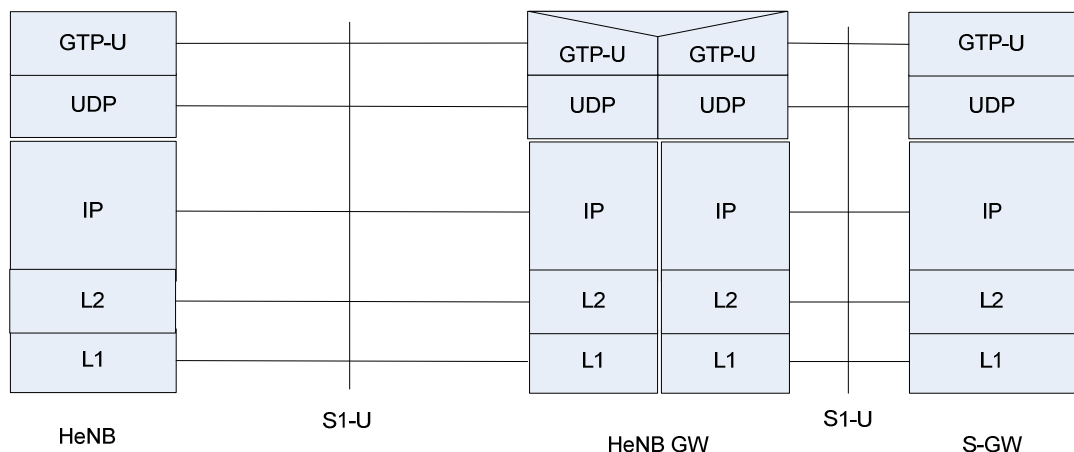 GTP-U GTP-U GTP-U GTP-U
UDP UDP UDP UDP
IP IP IP IP
L2 L2 L2 L2
L1 L1 L1 L1
S1-U S1-U
HeNB HeNB GW S-GW